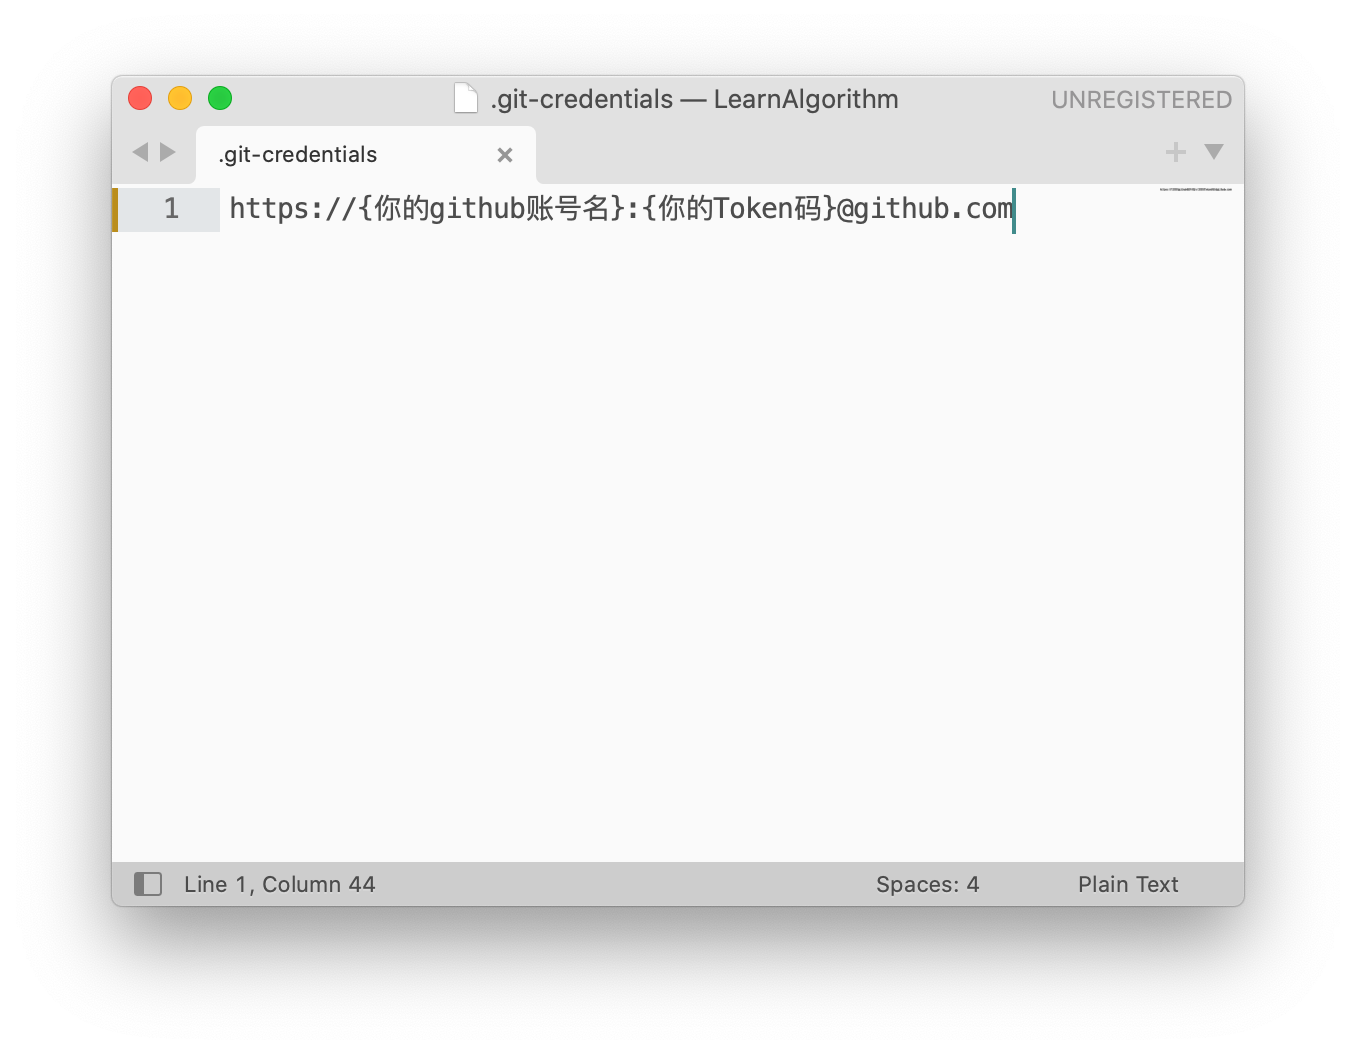 .git-credentials — LearnAlgorithm
UNREGISTERED
.git-credentials
1
https://{你的github账号名}:{你的Token码}@github.com
Line 1, Column 44
Spaces: 4
Plain Text